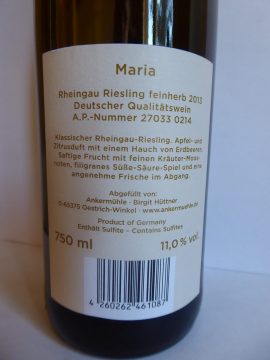 Maria
Rheingau Riesling feinherb 2013
Deutscher Qualitätswein
A.P.-Nummer 27033 0214
Klassischer Rheingau-Riesling. Apfel- und
Zitrusduft mit einem Hauch von Erdbeeren.
Saftige Frucht mit feinen Kräuter-Moos-
noten, filigranes Süße-Säure-Spiel und eine
angenehme Frische im Abgang.
Abgefüllt von:
Ankermühle - Birgit Hüttner
D-65375 Oestrich-Winkel · www.ankermuehle.de
Product of Germany
Enthält Sulfite – Contains Sulfites
750 ml 11,0 % vol.
4 260262 461087